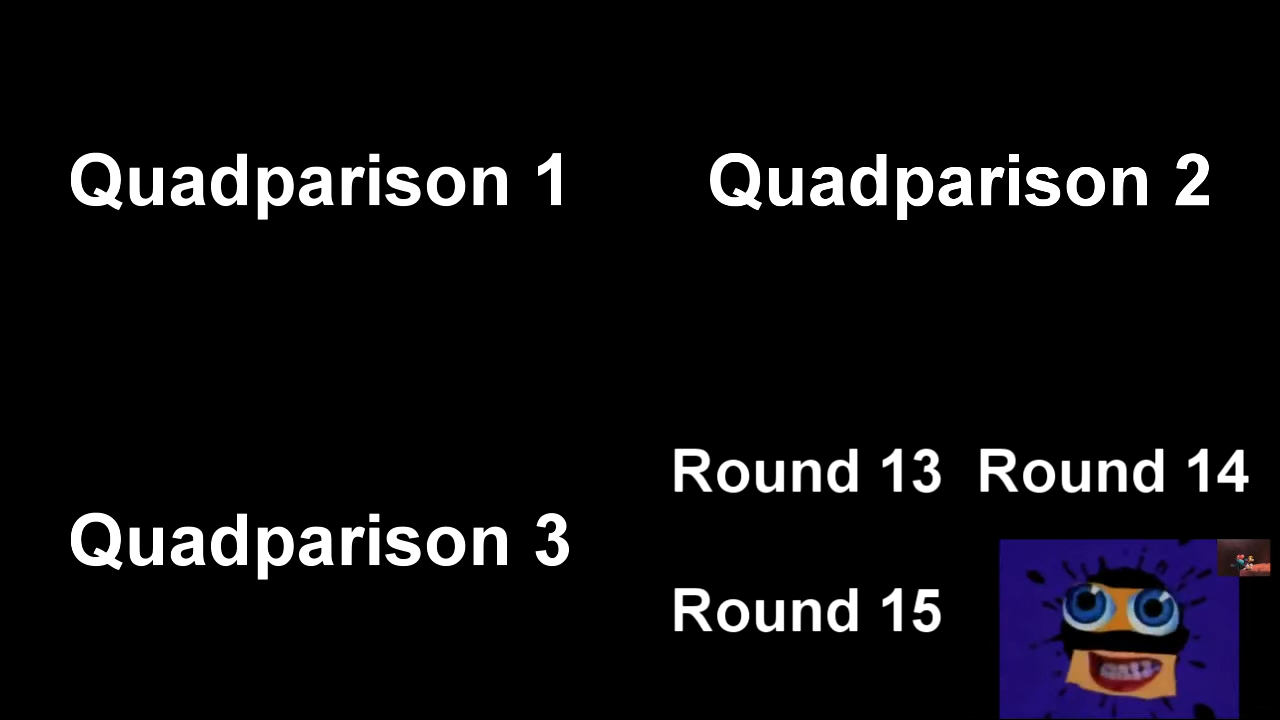 Quadparison 1
Quadparison 2
Quadparison 3
Round 13
Round 14
Round 15